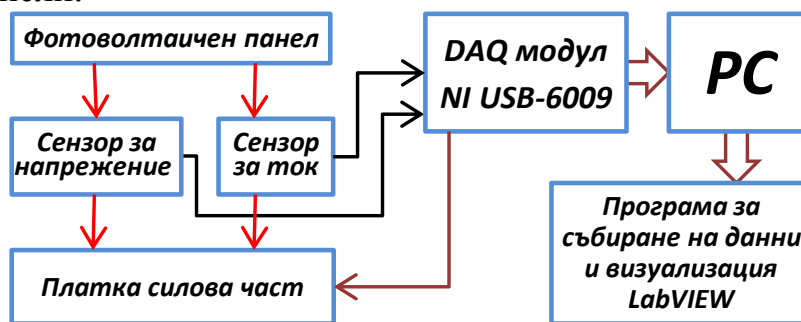 Фотоволтаичен панел
DAQ модул
NI USB-6009
PC
Сензор за
напрежение
Сензор
за ток
Платка силова част
Програма за
събиране на данни
и визуализация
LabVIEW